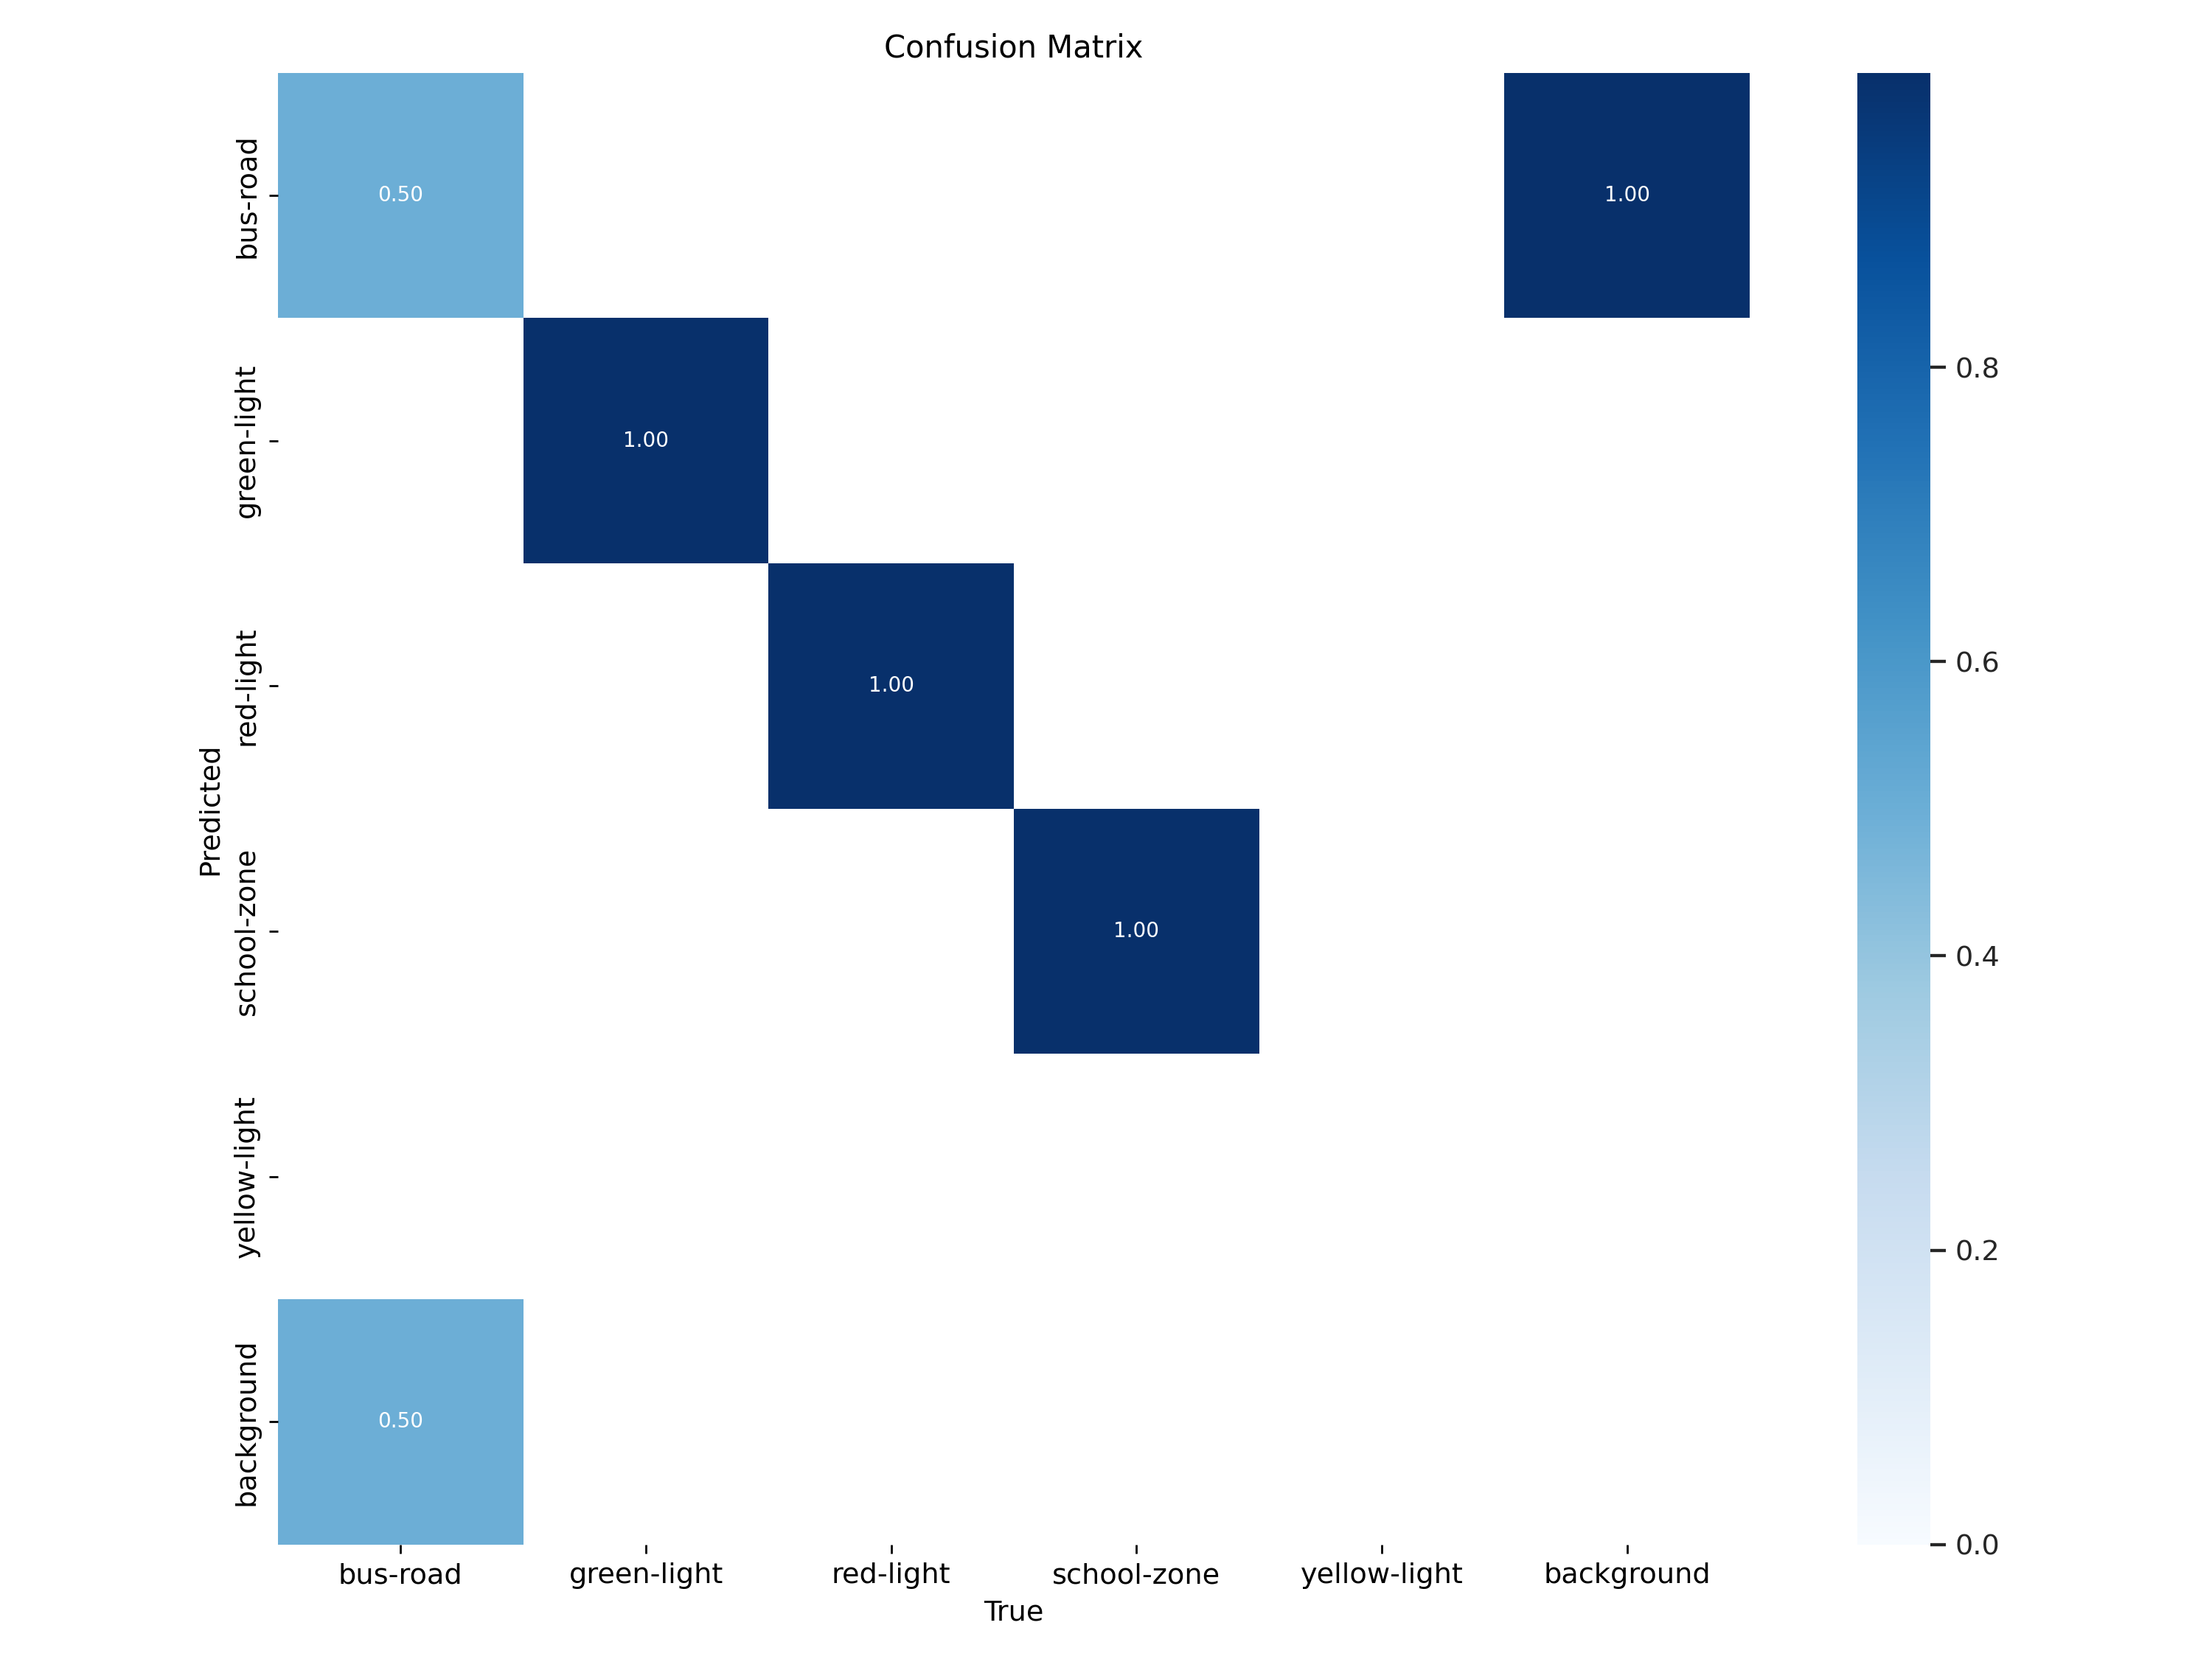 Confusion Matrix
bus-road
0.50
1.00
green-light
1.00
red-light
1.00
school-zone
1.00
yellow-light
background
0.50
Predicted
bus-road green-light red-light school-zone yellow-light background
True
0.8
0.6
0.4
0.2
0.0